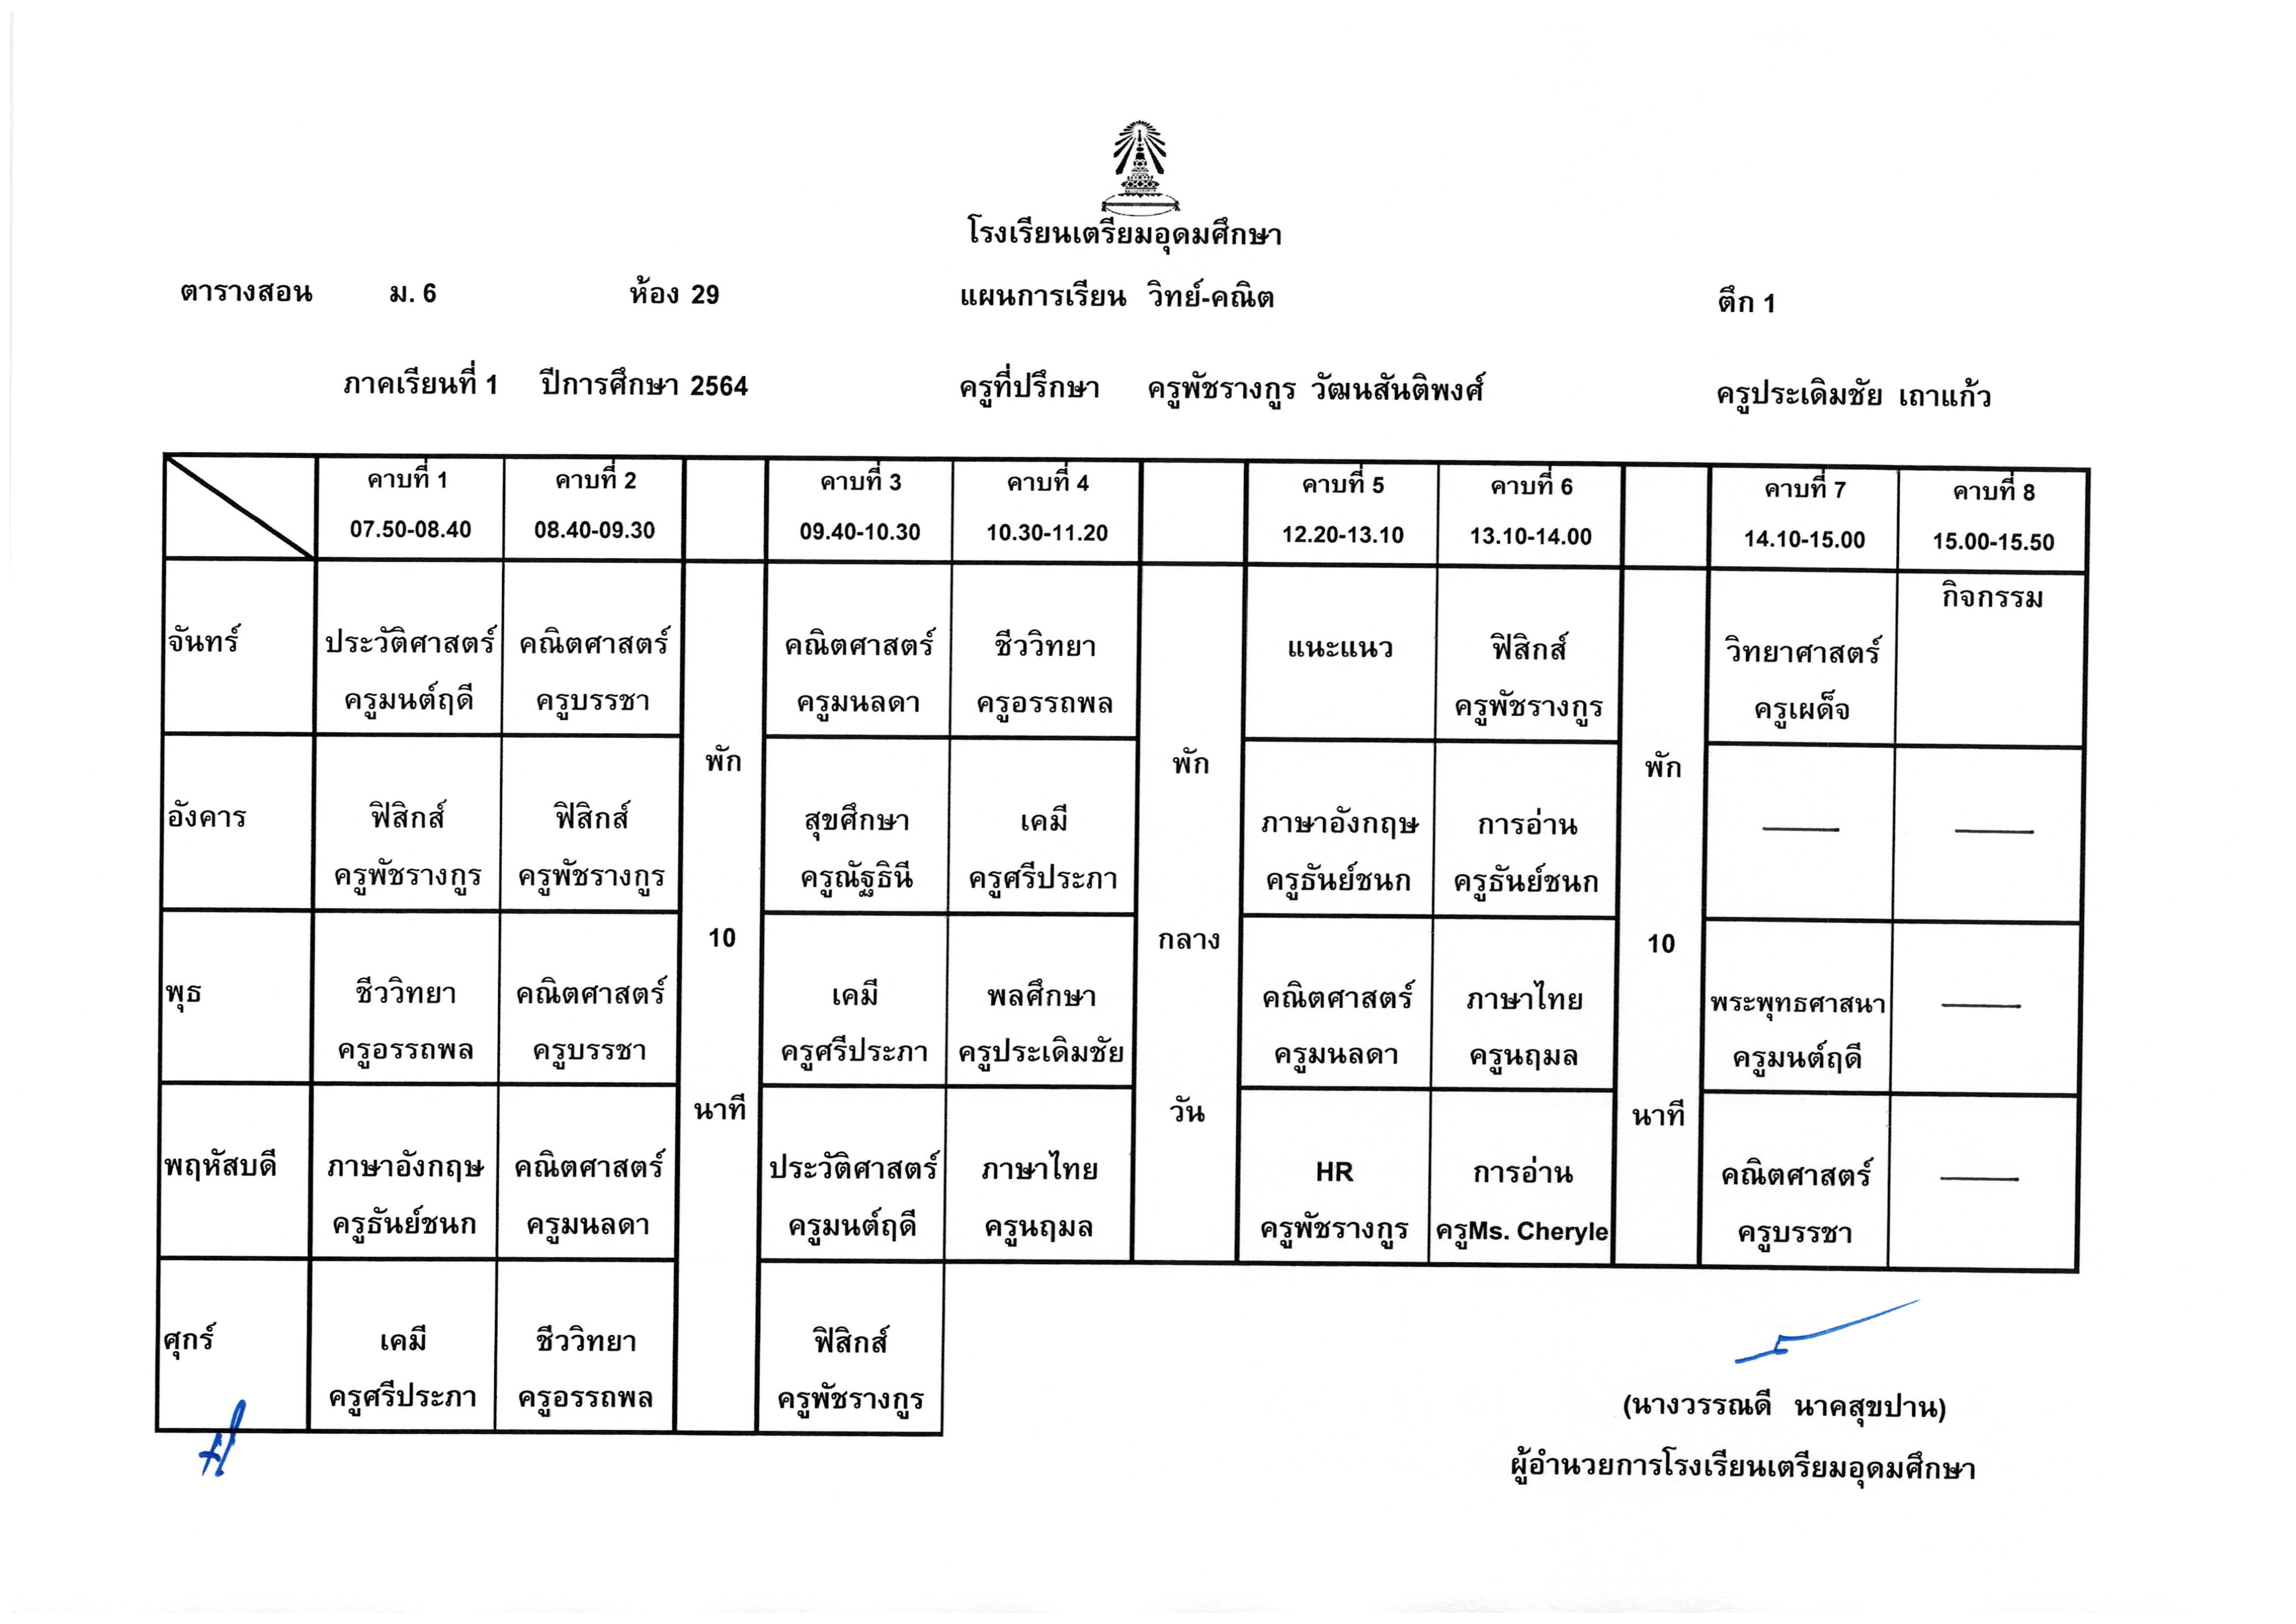 โรงเรียนเตรียมอุดมศึกษา
ตารางสอน ม. 6 ห้อง 29 แผนการเรียน วิทย์-คณิต ตึก 1
ภาคเรียนที่ 1 ปีการศึกษา 2564 ครูที่ปรึกษา ครูพัชรางกูร วัฒนสันติพงศ์ ครูประเดิมชัย เถาแก้ว
คาบที่ 1 คาบที่ 2 คาบที่ 3 คาบที่ 4 คาบที่ 5 คาบที่ 6 คาบที่ 7 คาบที่ 8
07.50-08.40 08.40-09.30 09.40-10.30 10.30-11.20 12.20-13.10 13.10-14.00 14.10-15.00 15.00-15.50
กิจกรรม
จันทร์ ประวัติศาสตร์ คณิตศาสตร์ คณิตศาสตร์ ชีววิทยา แนะแนว ฟิสิกส์ วิทยาศาสตร์
ครูมนต์ฤดี ครูบรรชา ครูมนลดา ครูอรรถพล ครูพัชรางกูร ครูเผด็จ
พัก พัก พัก
อังคาร ฟิสิกส์ ฟิสิกส์ สุขศึกษา เคมี ภาษาอังกฤษ การอ่าน
ครูพัชรางกูร ครูพัชรางกูร ครูณัฐธินี ครูศรีประภา ครูธันย์ชนก ครูธันย์ชนก
10 กลาง 10
พุธ ชีววิทยา คณิตศาสตร์ เคมี พลศึกษา คณิตศาสตร์ ภาษาไทย พระพุทธศาสนา
ครูอรรถพล ครูบรรชา ครูศรีประภา ครูประเดิมชัย ครูมนลดา ครูนฤมล ครูมนต์ฤดี
นาที วัน นาที
พฤหัสบดี ภาษาอังกฤษ คณิตศาสตร์ ประวัติศาสตร์ ภาษาไทย HR การอ่าน คณิตศาสตร์
ครูธันย์ชนก ครูมนลดา ครูมนต์ฤดี ครูนฤมล ครูพัชรางกูร ครูMs. Cheryle ครูบรรชา
ศุกร์ เคมี ชีววิทยา ฟิสิกส์
ครูศรีประภา ครูอรรถพล ครูพัชรางกูร
(นางวรรณดี นาคสุขปาน)
ผู้อำนวยการโรงเรียนเตรียมอุดมศึกษา